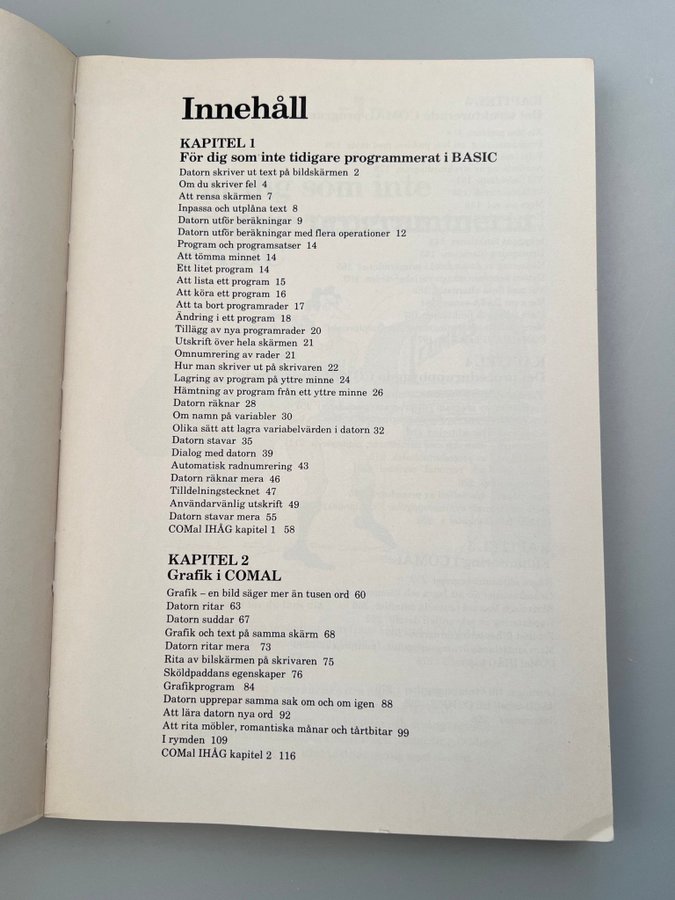 Innehåll
KAPITEL 1
För dig som inte tidigare programmerat i BASIC
Datorn skriver ut text på bildskärmen 2
Om du skriver fel 4
Att rensa skärmen 7
Inpassa och utplåna text 8
Datorn utför beräkningar 9
Datorn utför beräkningar med flera operationer 12
Program och programsatser 14
Att tömma minnet 14
Ett litet program 14
Att lista ett program 15
Att köra ett program 16
Att ta bort programrader 17
Ändring i ett program 18
Tillägg av nya programrader 20
Utskrift över hela skärmen 21
Omnumrering av rader 21
Hur man skriver ut på skrivaren 22
Lagring av program på yttre minne 24
Hämtning av program från ett yttre minne 26
Datorn räknar 28
Om namn på variabler 30
Olika sätt att lagra variabelvärden i datorn 32
Datorn stavar 35
Dialog med datorn 39
Automatisk radnumrering 43
Datorn räknar mera 46
Tilldelningstecknet 47
Användarvänlig utskrift 49
Datorn stavar mera 55
COMal IHÅG kapitel 1 58
KAPITEL 2
Grafik i COMAL
Grafik – en bild säger mer än tusen ord 60
Datorn ritar 63
Datorn suddar 67
Grafik och text på samma skärm 68
Datorn ritar mera 73
Rita av bilskärmen på skrivaren 75
Sköldpaddans egenskaper 76
Grafikprogram 84
Datorn upprepar samma sak om och om igen 88
Att lära datorn nya ord 92
Att rita möbler, romantiska månar och tårtbitar 99
I rymden 109
COMal IHÅG kapitel 2 116